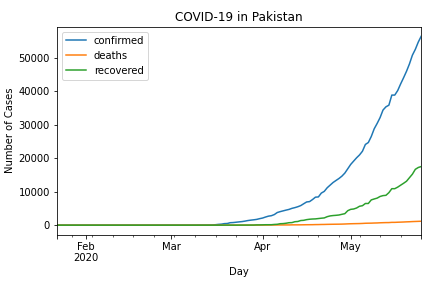 COVID-19 in Pakistan
confirmed
deaths
recovered
Number of Cases
50000
40000
30000
20000
10000
0
Feb
2020
Mar
Apr
May
Day